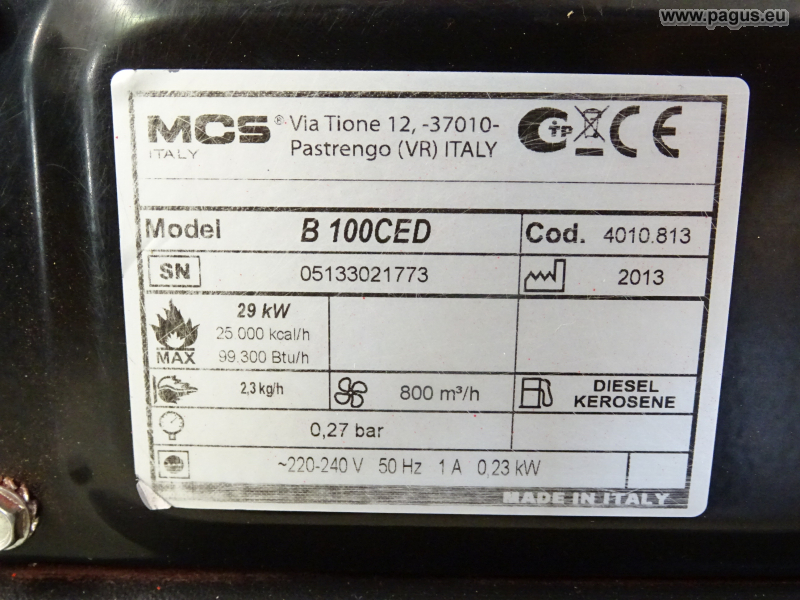 www.pagus.eu
MCS® Via Tione 12, -37010-
ITALY Pastrengo (VR) ITALY
CE
Model B 100CED Cod. 4010.813
SN 05133021773 2013
29 kW
25 000 kcal/h
MAX 99.300 Btu/h
2,3 kg/h 800 m³/h DIESEL
KEROSENE
0,27 bar
~220-240 V 50 Hz 1 A 0,23 kW
MADE IN ITALY